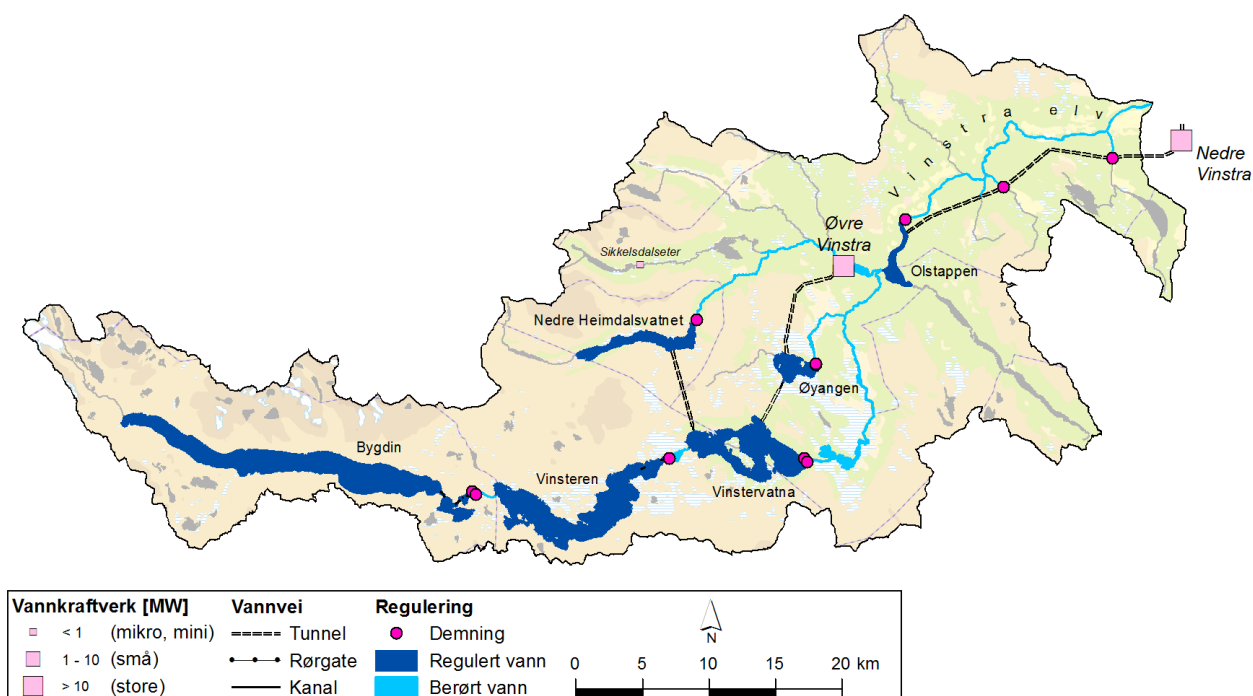 Vinstra elv
Nedre
Vinstra
Øvre
Vinstra
Sikkelsdalseter
Olstappen
Nedre Heimdalsvatnet
Øyangen
Bygdin
Vinsteren
Vinstervatna
Vannkraftverk [MW]
< 1 (mikro, mini)
1 - 10 (små)
> 10 (store)
Vannvei
Tunnel
Rørgate
Kanal
Regulering
Demning
Regulert vann
Berørt vann
N
0 5 10 15 20 km